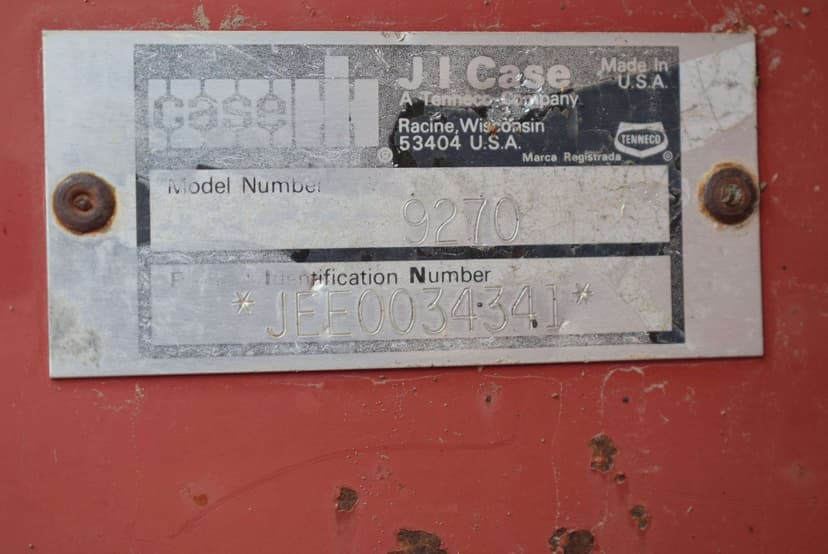 case IH
®
J I Case
A Tenneco Company
Racine, Wisconsin
53404 U.S.A.
Made In
U.S.A.
TENNECO
®
Marca Registrada
Model Number
9270
Product Identification Number
*JEE0034341*